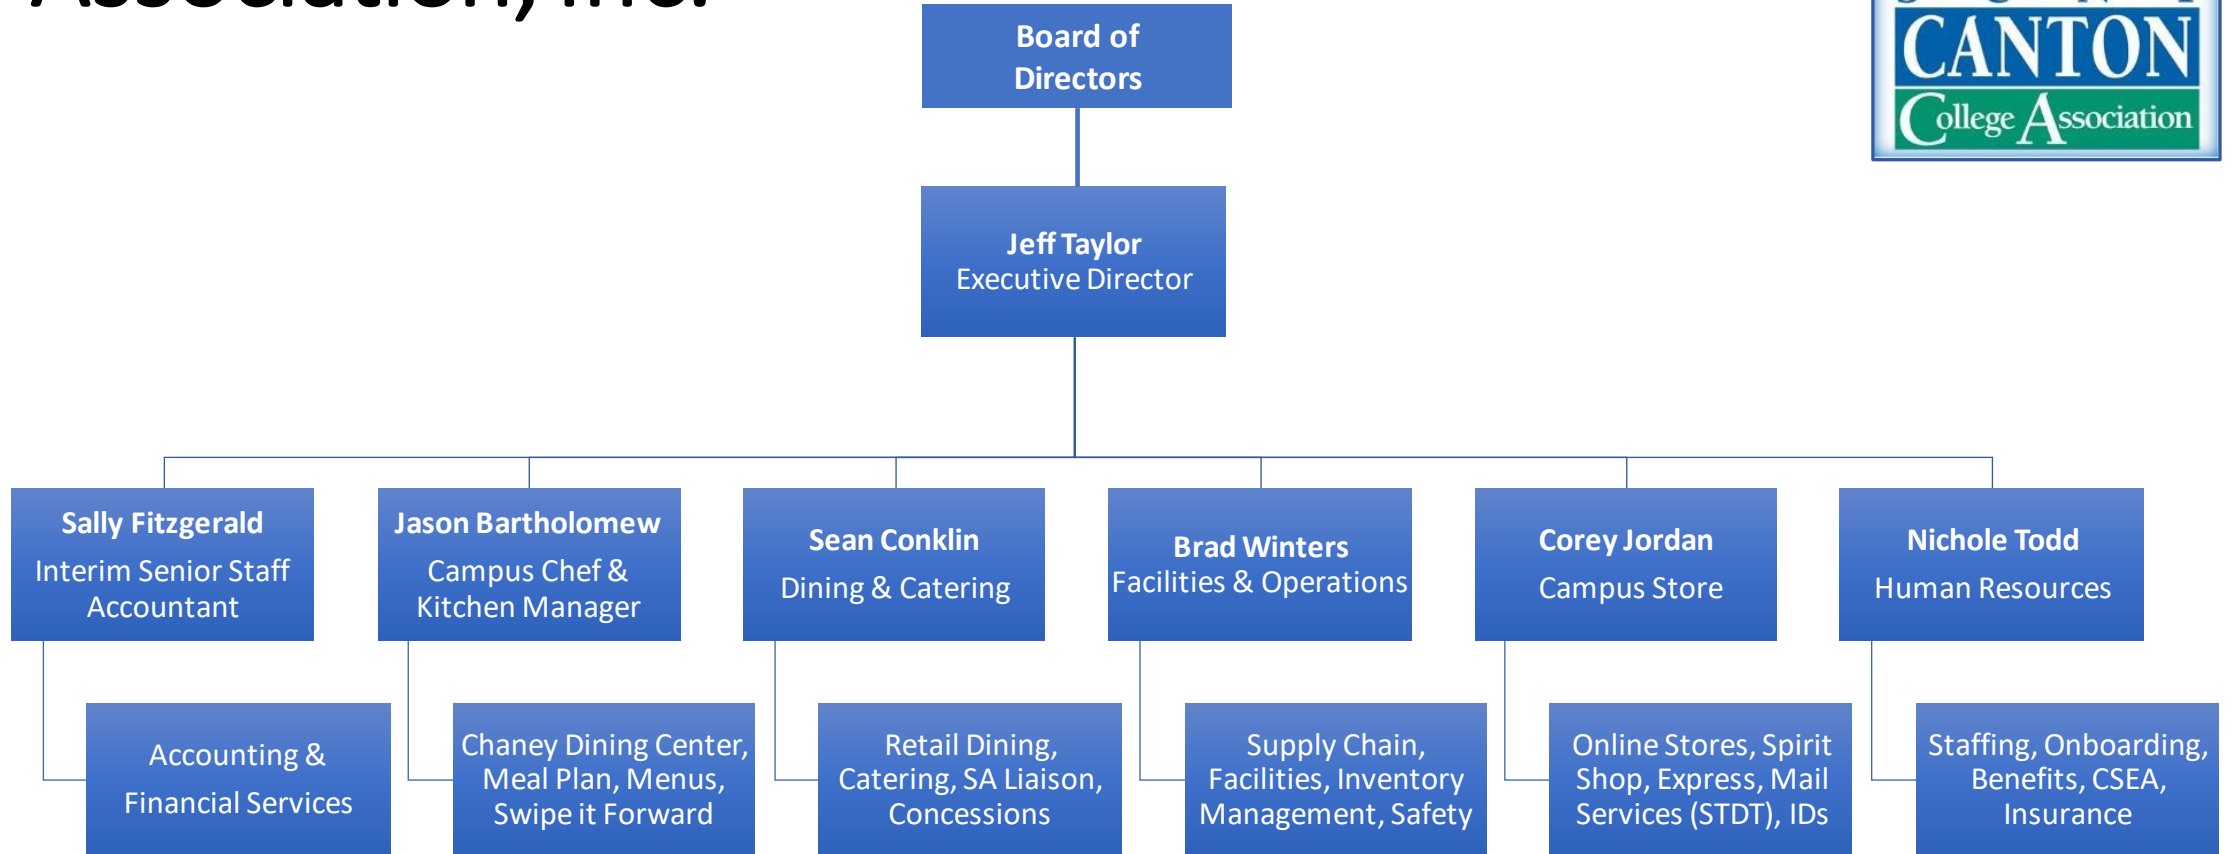 Association, Inc.
SUNY
CANTON
College Association
Board of
Directors
Jeff Taylor
Executive Director
Sally Fitzgerald
Interim Senior Staff
Accountant
Jason Bartholomew
Campus Chef &
Kitchen Manager
Sean Conklin
Dining & Catering
Brad Winters
Facilities & Operations
Corey Jordan
Campus Store
Nichole Todd
Human Resources
Accounting &
Financial Services
Chaney Dining Center,
Meal Plan, Menus,
Swipe it Forward
Retail Dining,
Catering, SA Liaison,
Concessions
Supply Chain,
Facilities, Inventory
Management, Safety
Online Stores, Spirit
Shop, Express, Mail
Services (STDT), IDs
Staffing, Onboarding,
Benefits, CSEA,
Insurance